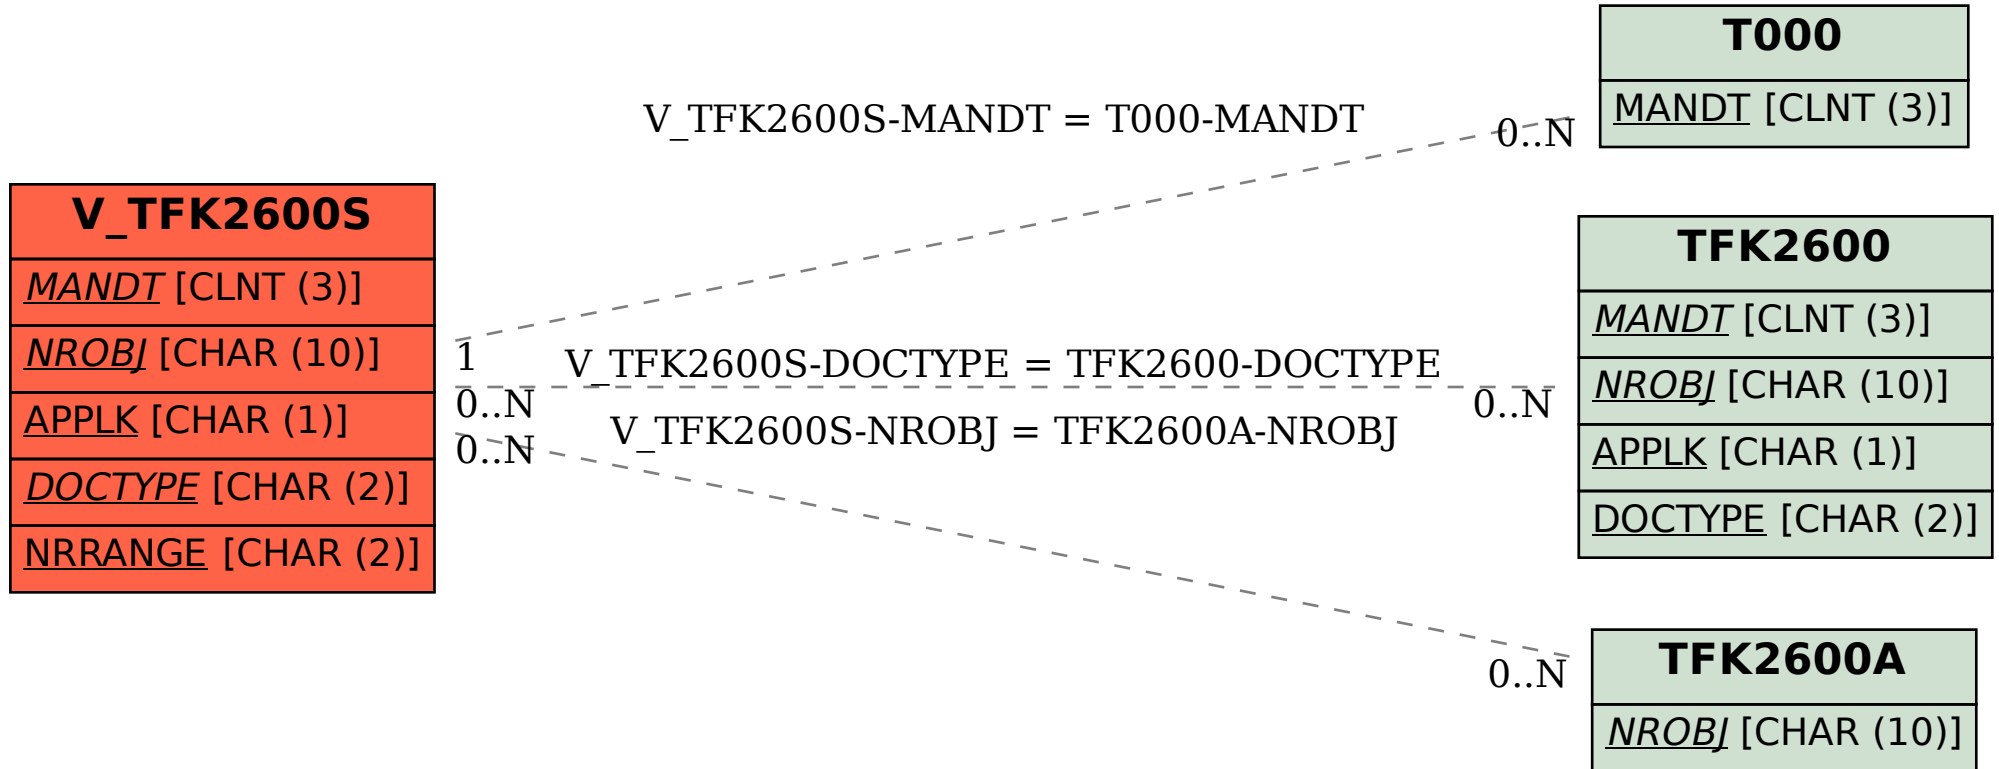 V_TFK2600S
MANDT [CLNT (3)]
NROBJ [CHAR (10)]
APPLK [CHAR (1)]
DOCTYPE [CHAR (2)]
NRRANGE [CHAR (2)]
V_TFK2600S-MANDT = T000-MANDT
0..N
1
V_TFK2600S-DOCTYPE = TFK2600-DOCTYPE
0..N
0..N
V_TFK2600S-NROBJ = TFK2600A-NROBJ
0..N
0..N
T000
MANDT [CLNT (3)]
TFK2600
MANDT [CLNT (3)]
NROBJ [CHAR (10)]
APPLK [CHAR (1)]
DOCTYPE [CHAR (2)]
TFK2600A
NROBJ [CHAR (10)]